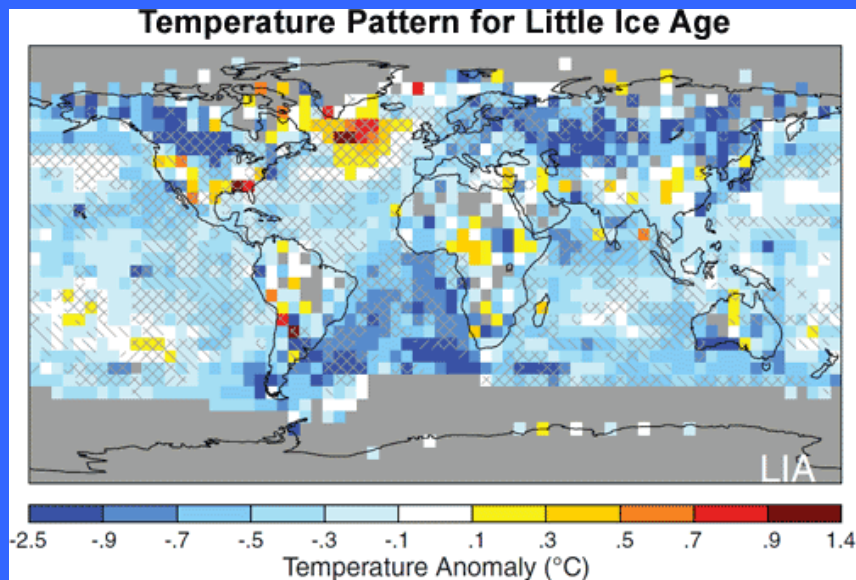 Temperature Pattern for Little Ice Age
LIA
-2.5 -.9 -.7 -.5 -.3 -.1 .1 .3 .5 .7 .9 1.4
Temperature Anomaly (°C)